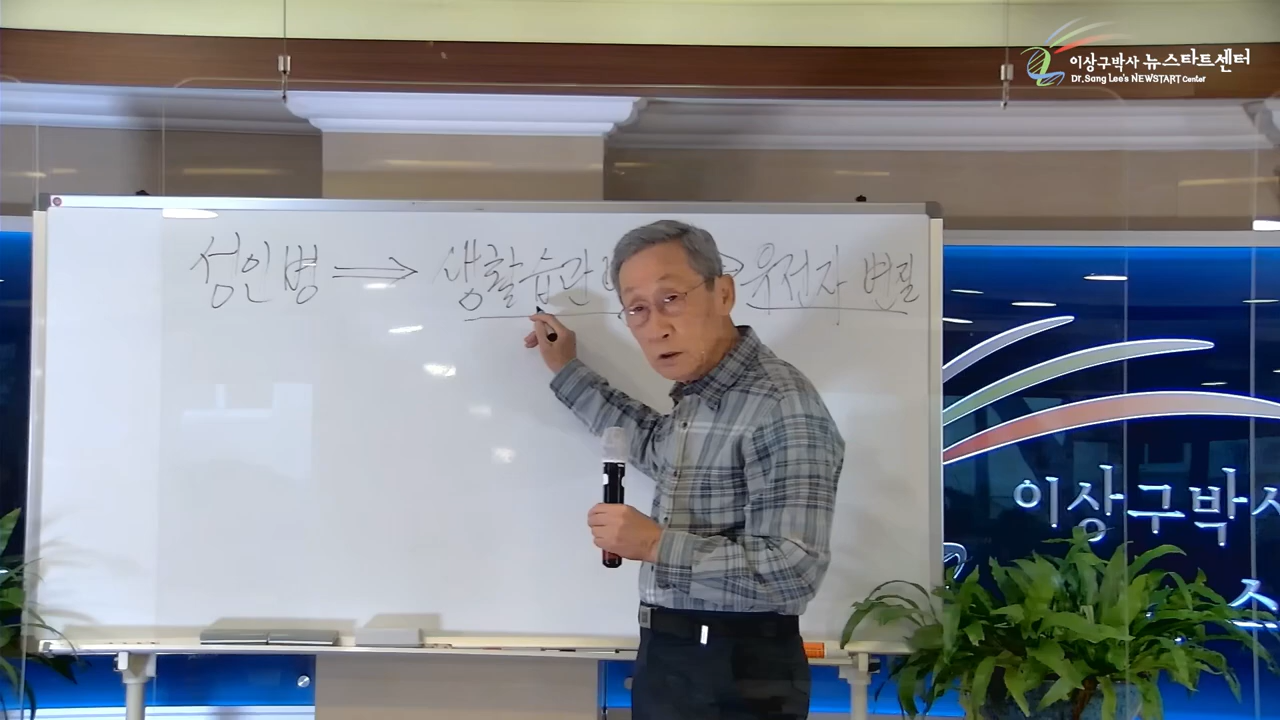 이상구박사 뉴스타트센터
Dr. Sang Lee's NEWSTART Center
성인병 ⇒ 생활습관 유전자 변질
이상구박사
스